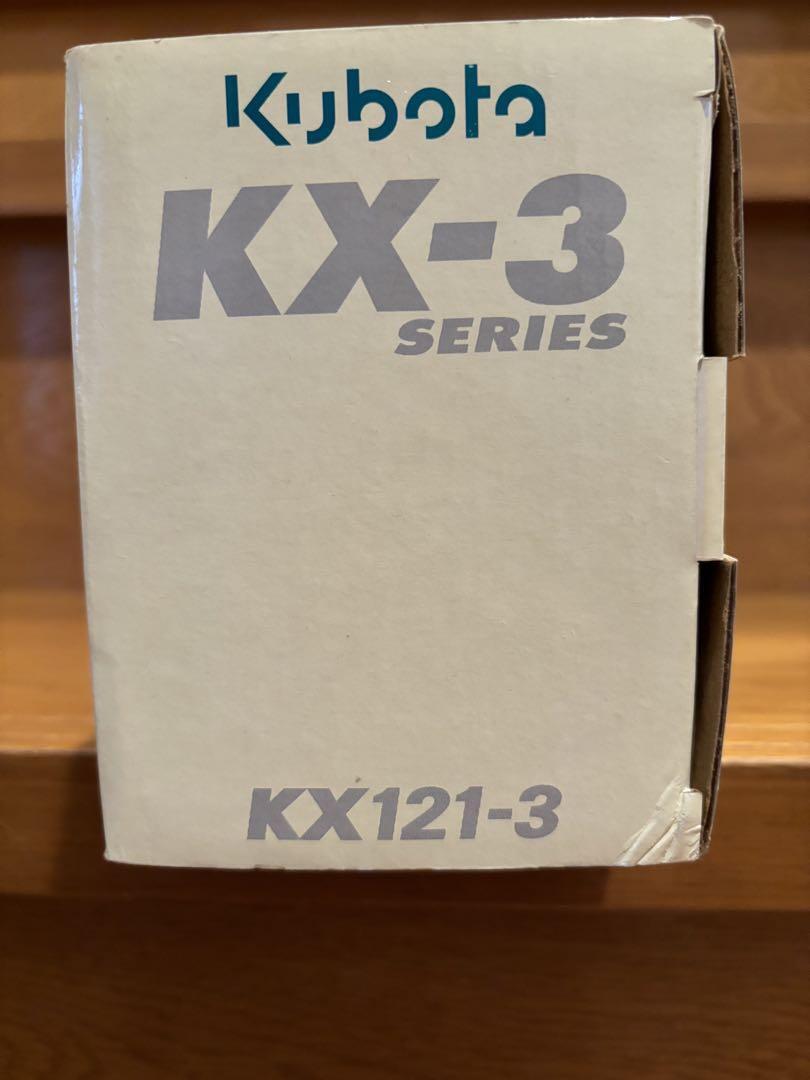 Kubota
KX-3
SERIES
KX121-3